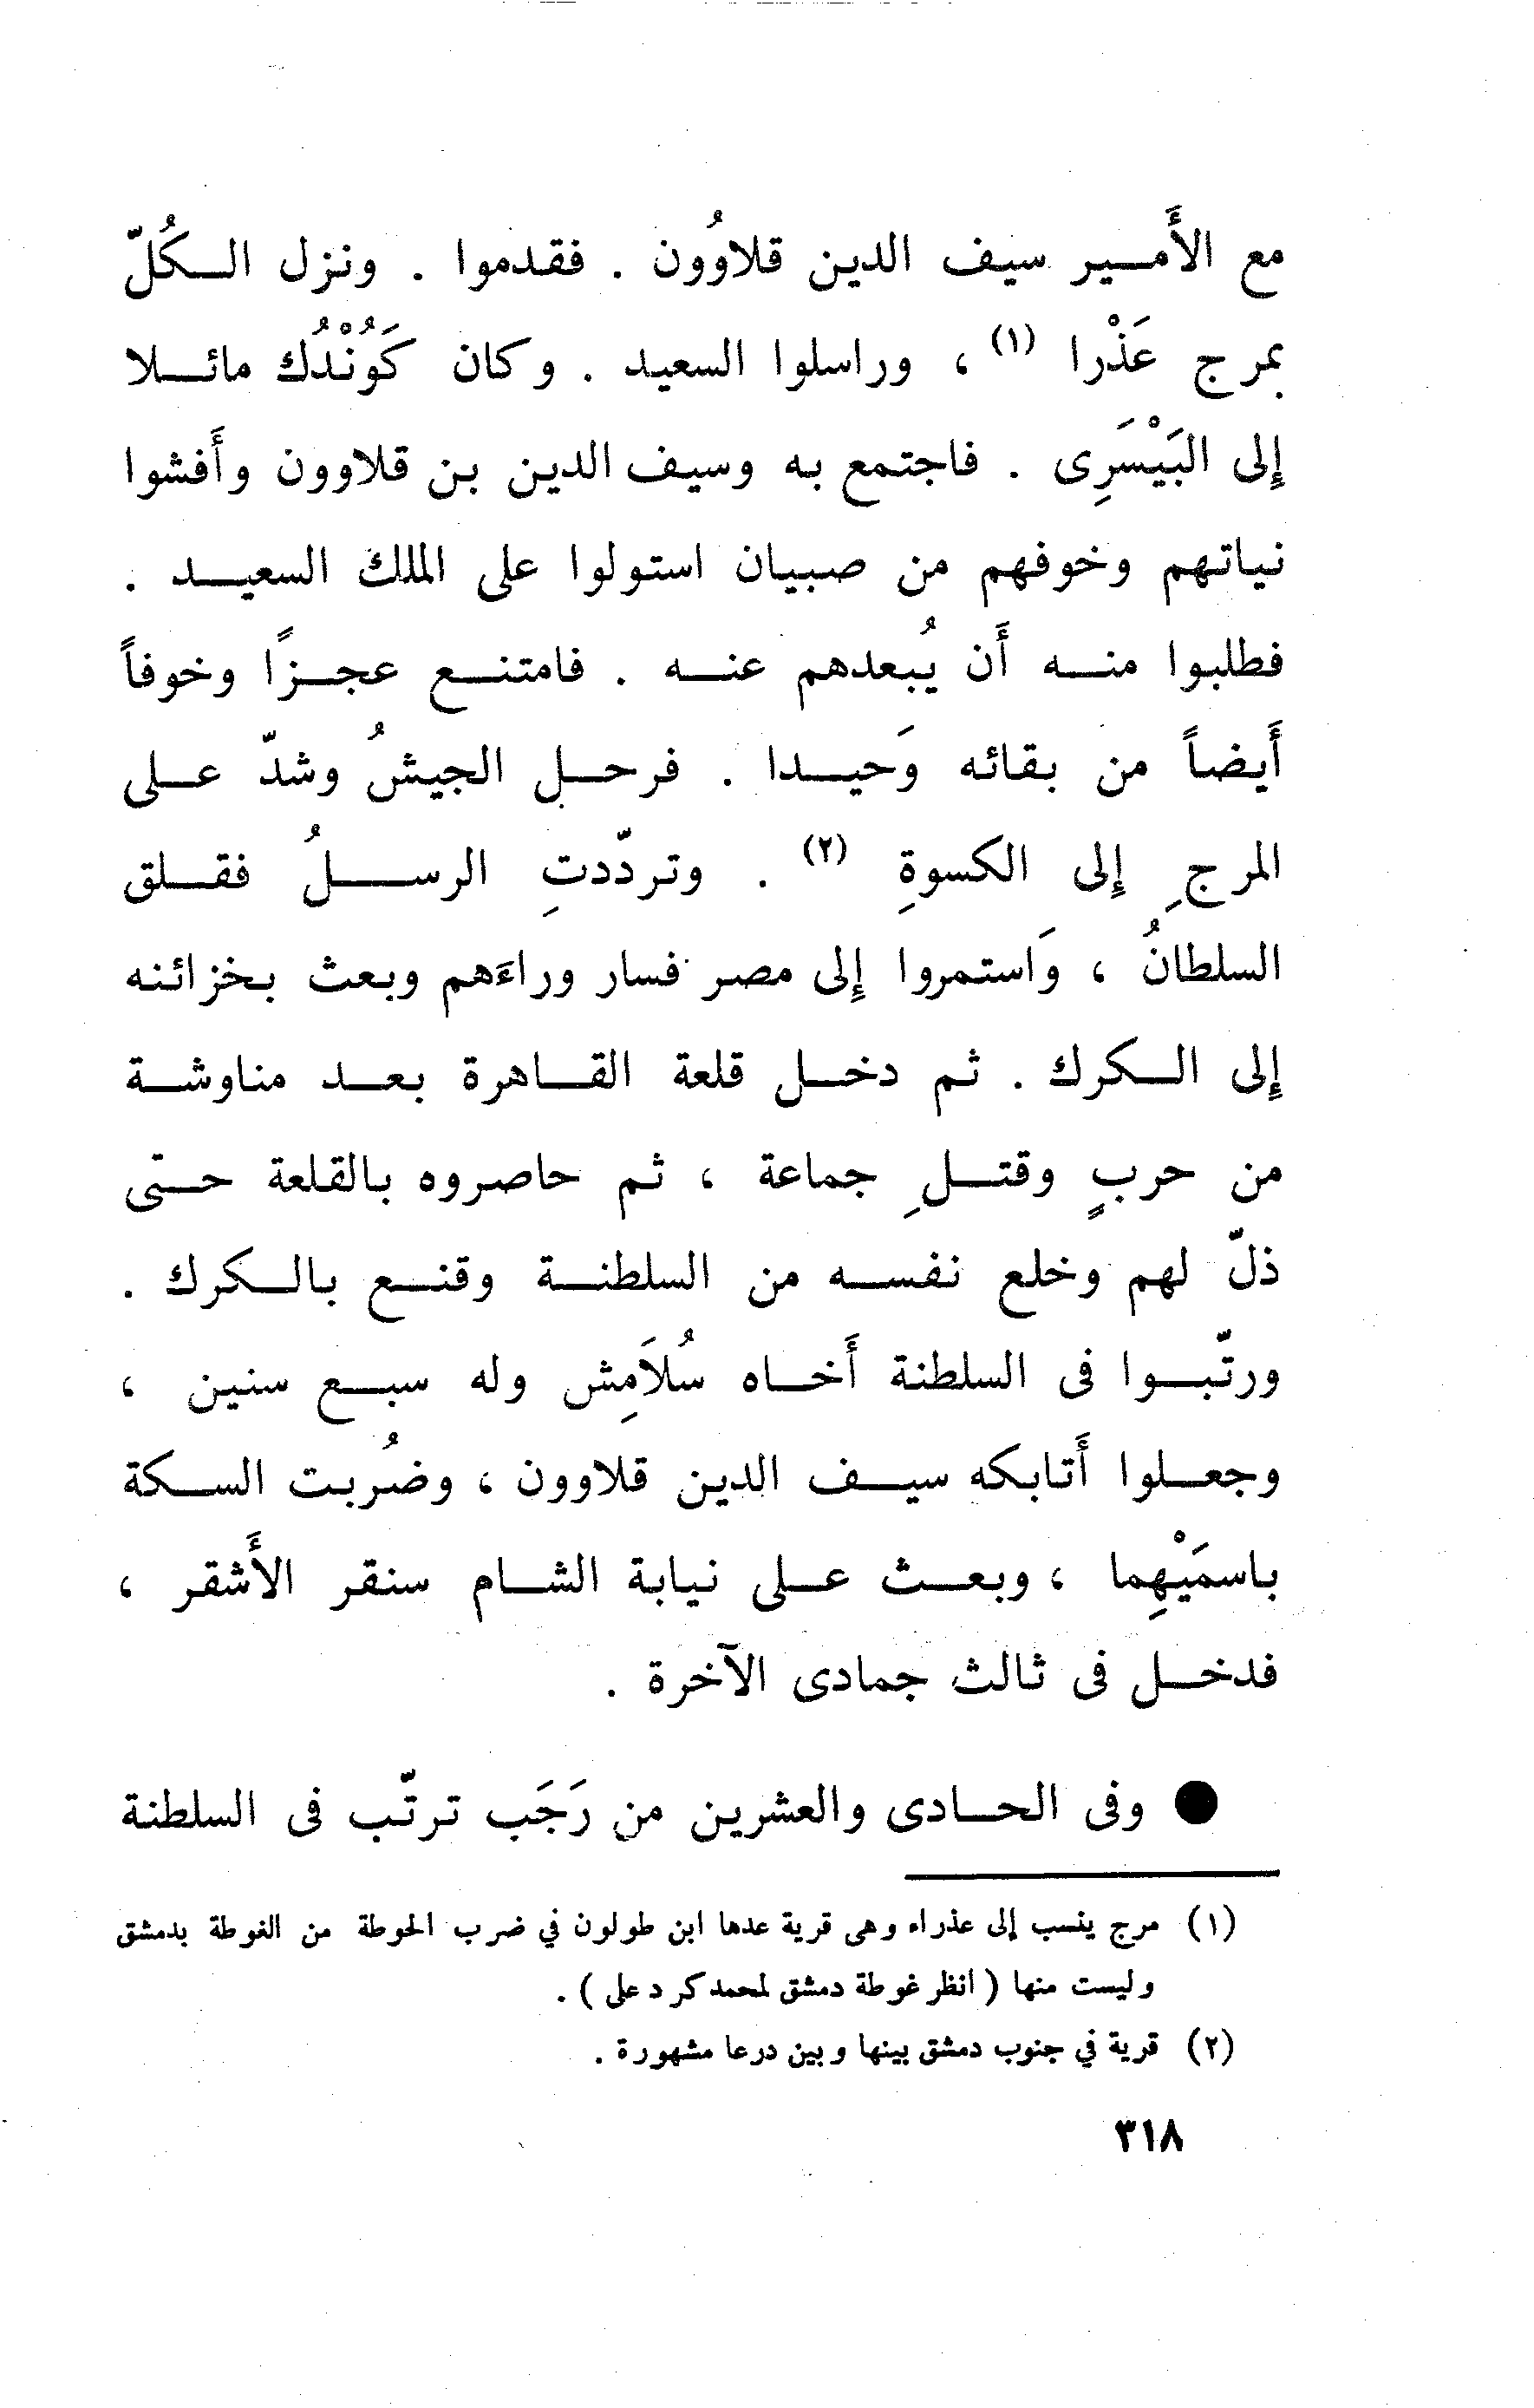 مع الأَمير سيف الدين قلاوُون . فقدموا . ونزل الكُلّ
بمرج عَذْرا (١) ، وراسلوا السعيد . وكان كَوُنْدُك مائلا
إلى البَيْسَرِى . فاجتمع به وسيف الدين بن قلاوون وأَفشوا
نياتهم وخوفهم من صبيان استولوا على الملك السعيد .
فطلبوا منه أَن يُبعدهم عنه . فامتنع عجزًا وخوفاً
أَيضاً من بقائه وَحيدا . فرحل الجيشُ وشدّ على
المرجِ إلى الكسوةِ (٢) . وتردّدتِ الرسلُ فقلق
السلطانُ ، وَاستمروا إلى مصر فسار وراءَهم وبعث بخزائنه
إلى الكرك . ثم دخل قلعة القاهرة بعد مناوشة
من حربٍ وقتلِ جماعة ، ثم حاصروه بالقلعة حتى
ذلّ لهم وخلع نفسه من السلطنة وقنع بالكرك .
ورتّبوا فى السلطنة أَخاه سُلاَمِش وله سبع سنين ،
وجعلوا أَتابكه سيف الدين قلاوون ، وضُربت السكة
باسمَيْهِما ، وبعث على نيابة الشام سنقر الأَشقر ،
فدخل فى ثالث جمادى الآخرة .
● وفى الحادى والعشرين من رَجَب ترتّب فى السلطنة
(١) مرج ينسب إلى عذراء وهى قرية عدها ابن طولون في ضرب الحوطة من الغوطة بدمشق
وليست منها ( انظر غوطة دمشق لمحمد كرد على ) .
(٢) قرية في جنوب دمشق بينها وبين درعا مشهورة .
٣١٨